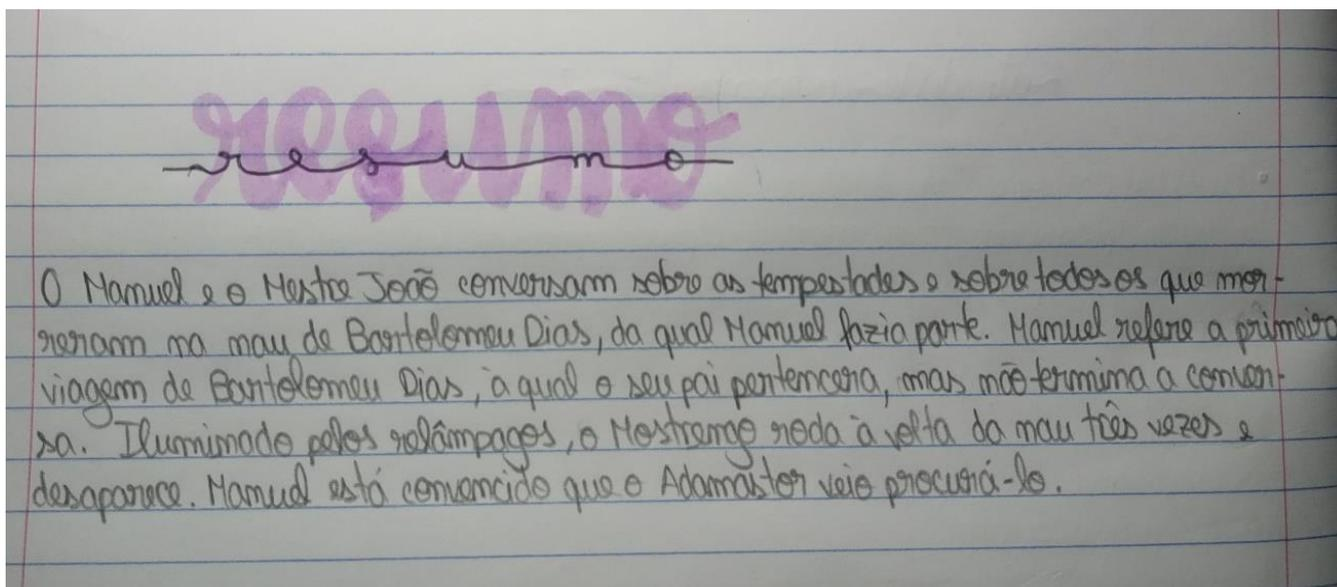 resumo
O Manuel e o Mestre João conversam sobre as tempestades e sobre todos os que mor-
reram na nau de Bartolomeu Dias, da qual Manuel fazia parte. Manuel refere a primeira
viagem de Bartolomeu Dias, à qual o seu pai pertencera, mas não termina a conver-
sa. Iluminado pelos relâmpagos, o Mostrengo roda à volta da nau três vezes e
desaparece. Manuel está convencido que o Adamastor veio procurá-lo.